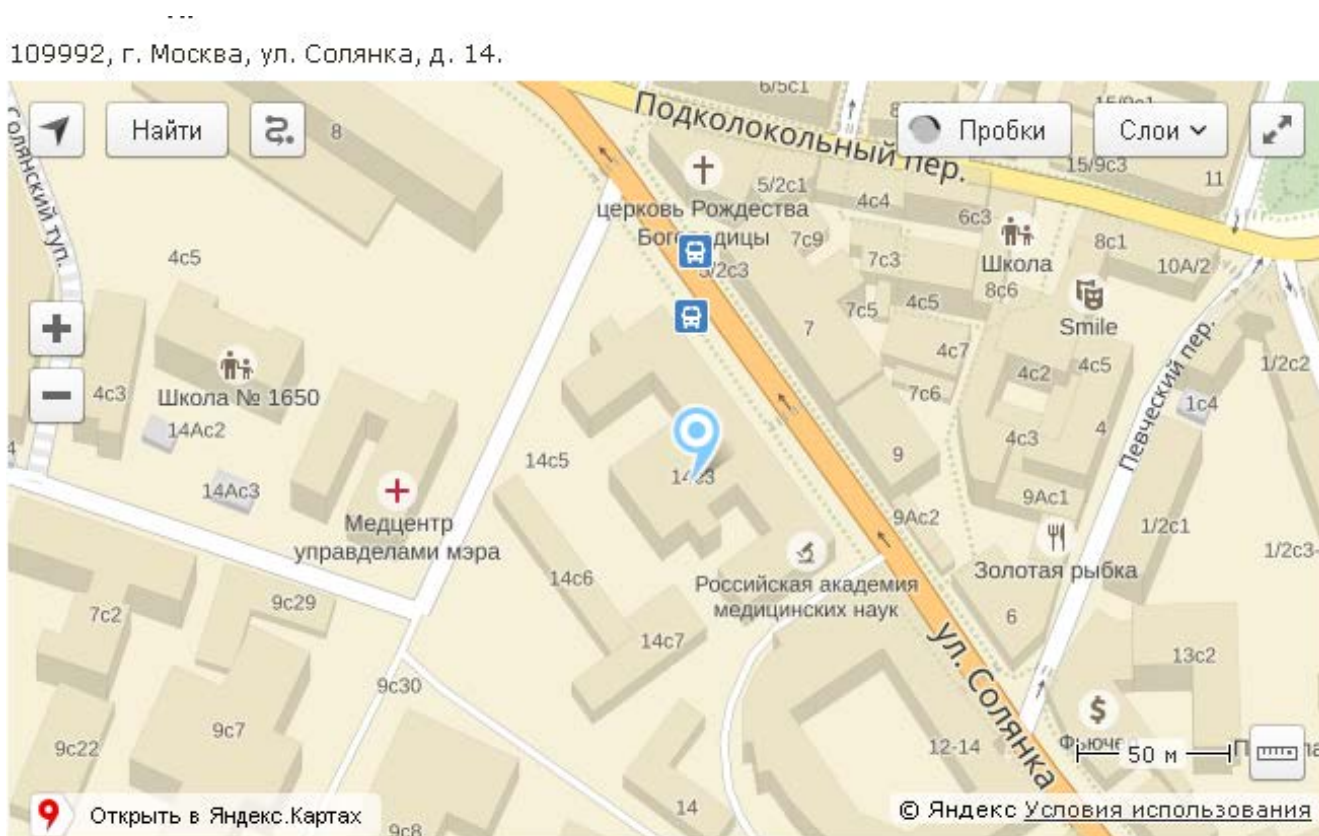 109992, г. Москва, ул. Солянка, д. 14.
6/5с1
Подколокольный пер.
Солянский туп.
Найти
8
Пробки
Слои
15/9с3
11
5/2с1
4с4
церковь Рождества
6с3
7с9
8с1
4с5
5/2с3
7с3
Школа
10А/2
8с6
7с5
4с5
Smile
7
4с7
4с2
4с5
1/2с2
4с3
Школа № 1650
7с6
1с4
14Ас2
4с3
4
Певческий пер.
14с5
14с3
9
14Ас3
9Ас1
Медцентр
управделами мэра
9Ас2
1/2с1
1/2с3
Золотая рыбка
14с6
Российская академия
медицинских наук
9с29
7с2
6
14с7
ул. Солянка
13с2
9с30
9с7
9с22
12-14
50 м
14
Открыть в Яндекс.Картах
9с8
© Яндекс Условия использования